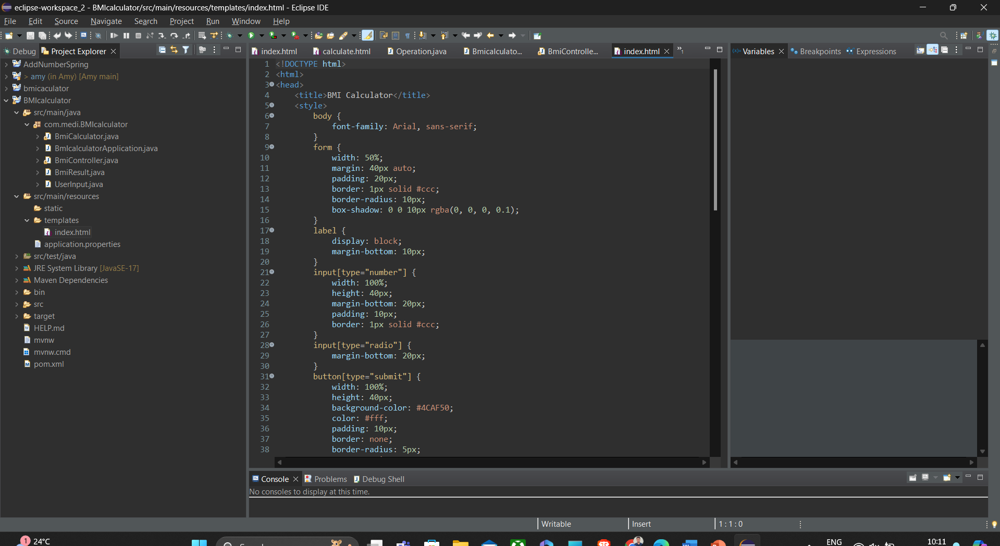 eclipse-workspace_2 - BMIcalculator/src/main/resources/templates/index.html - Eclipse IDE
File Edit Source Navigate Search Project Run Window Help
Debug Project Explorer
index.html calculate.html Operation.java Bmicalculato... BmiControlle... index.html
Variables Breakpoints Expressions
AddNumberSpring
> amy (in Amy) [Amy main]
bmicaculator
BMIcalculator
src/main/java
com.medi.BMIcalculator
BmiCalculator.java
BmIcalculatorApplication.java
BmiController.java
BmiResult.java
UserInput.java
src/main/resources
static
templates
index.html
application.properties
src/test/java
JRE System Library [JavaSE-17]
Maven Dependencies
bin
src
target
HELP.md
mvnw
mvnw.cmd
pom.xml
1 <!DOCTYPE html>
2 <html>
3 <head>
4 <title>BMI Calculator</title>
5 <style>
6 body {
7 font-family: Arial, sans-serif;
8 }
9 form {
10 width: 50%;
11 margin: 40px auto;
12 padding: 20px;
13 border: 1px solid #ccc;
14 border-radius: 10px;
15 box-shadow: 0 0 10px rgba(0, 0, 0, 0.1);
16 }
17 label {
18 display: block;
19 margin-bottom: 10px;
20 }
21 input[type="number"] {
22 width: 100%;
23 height: 40px;
24 margin-bottom: 20px;
25 padding: 10px;
26 border: 1px solid #ccc;
27 }
28 input[type="radio"] {
29 margin-bottom: 20px;
30 }
31 button[type="submit"] {
32 width: 100%;
33 height: 40px;
34 background-color: #4CAF50;
35 color: #fff;
36 padding: 10px;
37 border: none;
38 border-radius: 5px;
Console Problems Debug Shell
No consoles to display at this time.
Writable Insert 1 : 1 : 0
1 24°C
ENG 10:11